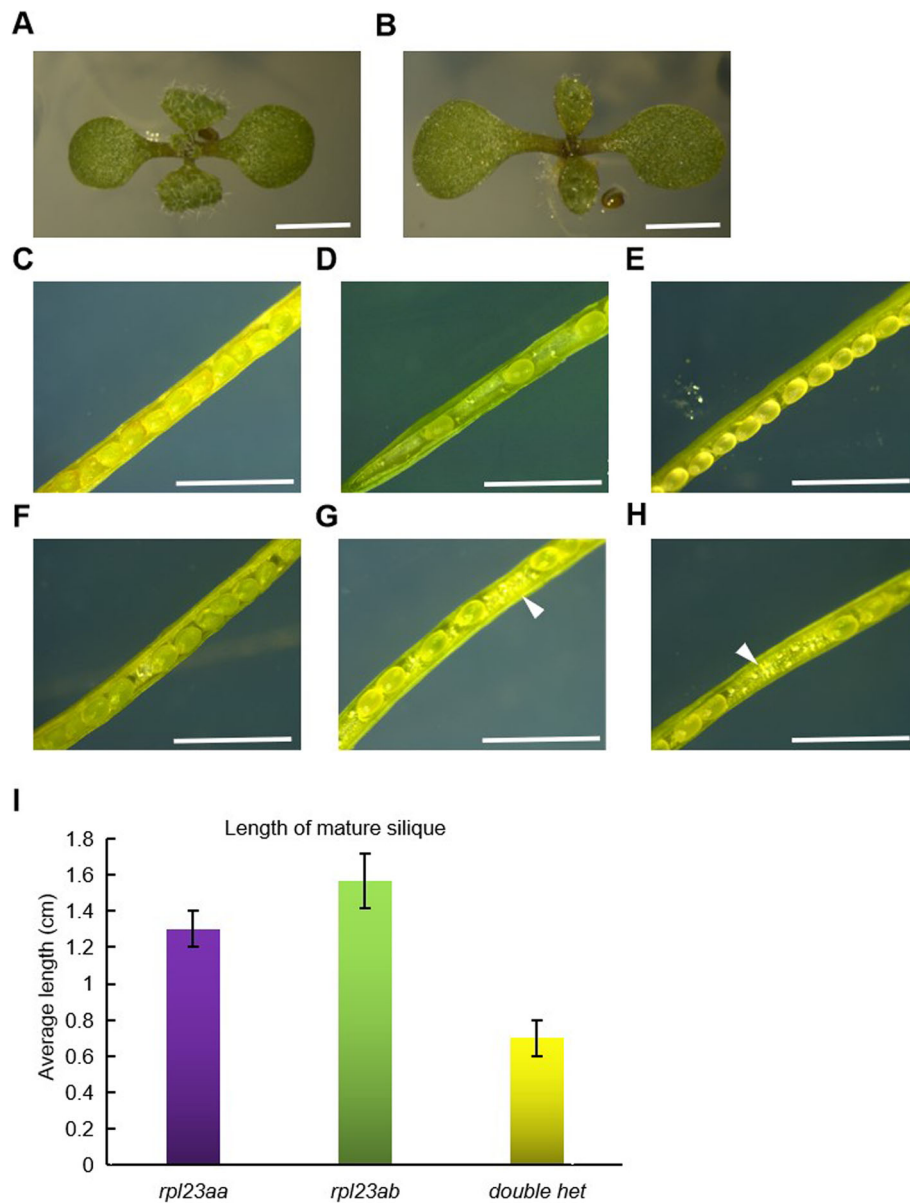 A
B
C
D
E
F
G
H
I
Length of mature silique
Average length (cm)
1.8
1.6
1.4
1.2
1
0.8
0.6
0.4
0.2
0
rpl23aa
rpl23ab
double het